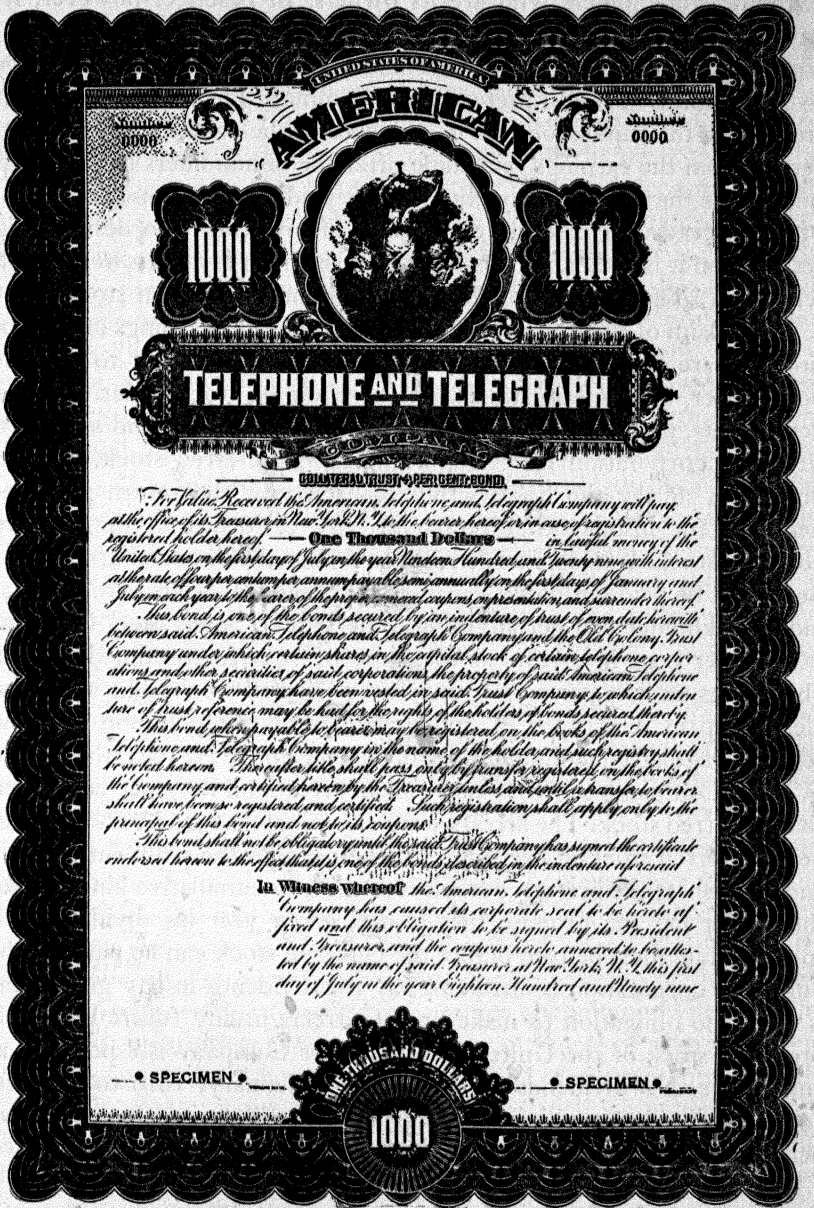 UNITED STATES OF AMERICA
AMERICAN
0000
0000
1000
1000
TELEPHONE AND TELEGRAPH
COMPANY
COLLATERAL TRUST 4 PER CENT. BOND.
For Value Received the American Telephone and Telegraph Company will pay
at the office of its Treasurer in New York N. Y. to the bearer hereof or in case of registration to the
registered holder hereof. One Thousand Dollars in lawful money of the
United States on the first day of July in the year Nineteen Hundred and Twenty nine with interest
at the rate of four per centum per annum payable semi annually on the first days of January and
July in each year to the bearer of the proper annexed coupons on presentation and surrender thereof.
This bond is one of the bonds secured by an indenture of trust of even date herewith
between said American Telephone and Telegraph Company and the Old Colony Trust
Company under which certain shares in the capital stock of certain telephone corpor-
ations and other securities of said corporations the property of said American Telephone
and Telegraph Company have been vested in said Trust Company to which inden
ture of trust reference may be had for the rights of the holders of bonds secured thereby.
This bond when payable to bearer may be registered on the books of the American
Telephone and Telegraph Company in the name of the holder and such registry shall
be noted hereon. Thereafter title shall pass only by transfer registered on the books of
the Company and certified hereon by the Treasurer unless and until a transfer to bearer
shall have been so registered and certified. Such registration shall apply only to the
principal of this bond and not to its coupons.
This bond shall not be obligatory until the said Trust Company has signed the certificate
endorsed hereon to the effect that it is one of the bonds described in the indenture aforesaid
In Witness whereof the American Telephone and Telegraph
Company has caused its corporate seal to be hereto af-
fixed and this obligation to be signed by its President
and Treasurer, and the coupons hereto annexed to be attes-
ted by the name of said Treasurer at New York, N. Y. this first
day of July in the year Eighteen Hundred and Ninety nine
ONE THOUSAND DOLLARS
SPECIMEN
SPECIMEN
1000